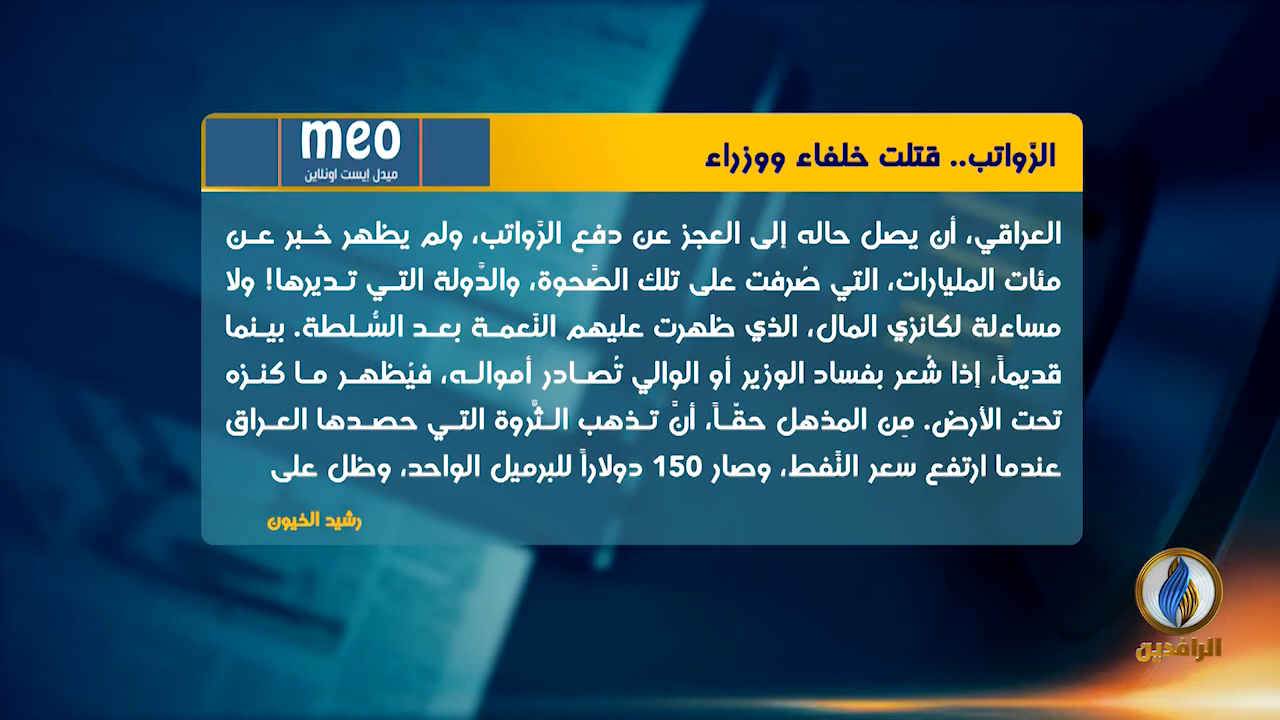 meo
ميدل إيست اونلاين
الرَّواتب.. قتلت خلفاء ووزراء
العراقي، أن يصل حاله إلى العجز عن دفع الرَّواتب، ولم يظهر خبر عن
مئات المليارات، التي صُرفت على تلك الصَّحوة، والدَّولة التي تديرها! ولا
مساءلة لكانزي المال، الذي ظهرت عليهم النّعمة بعد السُّلطة. بينما
قديماً، إذا شُعر بفساد الوزير أو الوالي تُصادر أمواله، فيُظهر ما كنزه
تحت الأرض. مِن المذهل حقّاً، أنَّ تذهب الثَّروة التي حصدها العراق
عندما ارتفع سعر النَّفط، وصار 150 دولاراً للبرميل الواحد، وظل على
رشيد الخيون
الرافدين